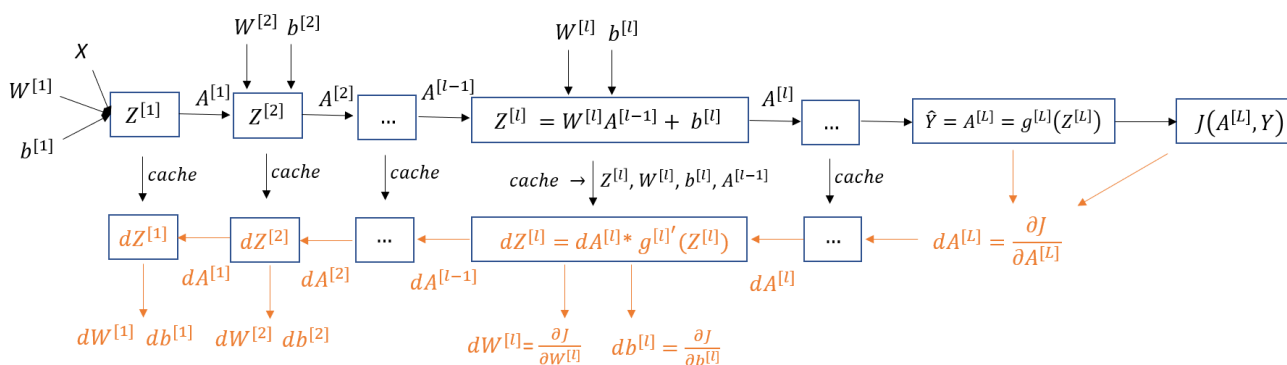 W^{[2]} b^{[2]} W^{[l]} b^{[l]}
X
W^{[1]} A^{[1]} A^{[2]} A^{[l-1]} A^{[l]}
Z^{[1]} Z^{[2]} ... Z^{[l]} = W^{[l]}A^{[l-1]} + b^{[l]} ... Ŷ = A^{[L]} = g^{[L]}(Z^{[L]}) J(A^{[L]}, Y)
b^{[1]}
cache cache cache cache → Z^{[l]}, W^{[l]}, b^{[l]}, A^{[l-1]} cache
dZ^{[1]} dZ^{[2]} ... dZ^{[l]} = dA^{[l]} * g^{[l]′}(Z^{[l]}) ... dA^{[L]} = ∂J/∂A^{[L]}
dA^{[1]} dA^{[2]} dA^{[l-1]} dA^{[l]}
dW^{[1]} db^{[1]} dW^{[2]} db^{[2]} dW^{[l]} = ∂J/∂W^{[l]} db^{[l]} = ∂J/∂b^{[l]}